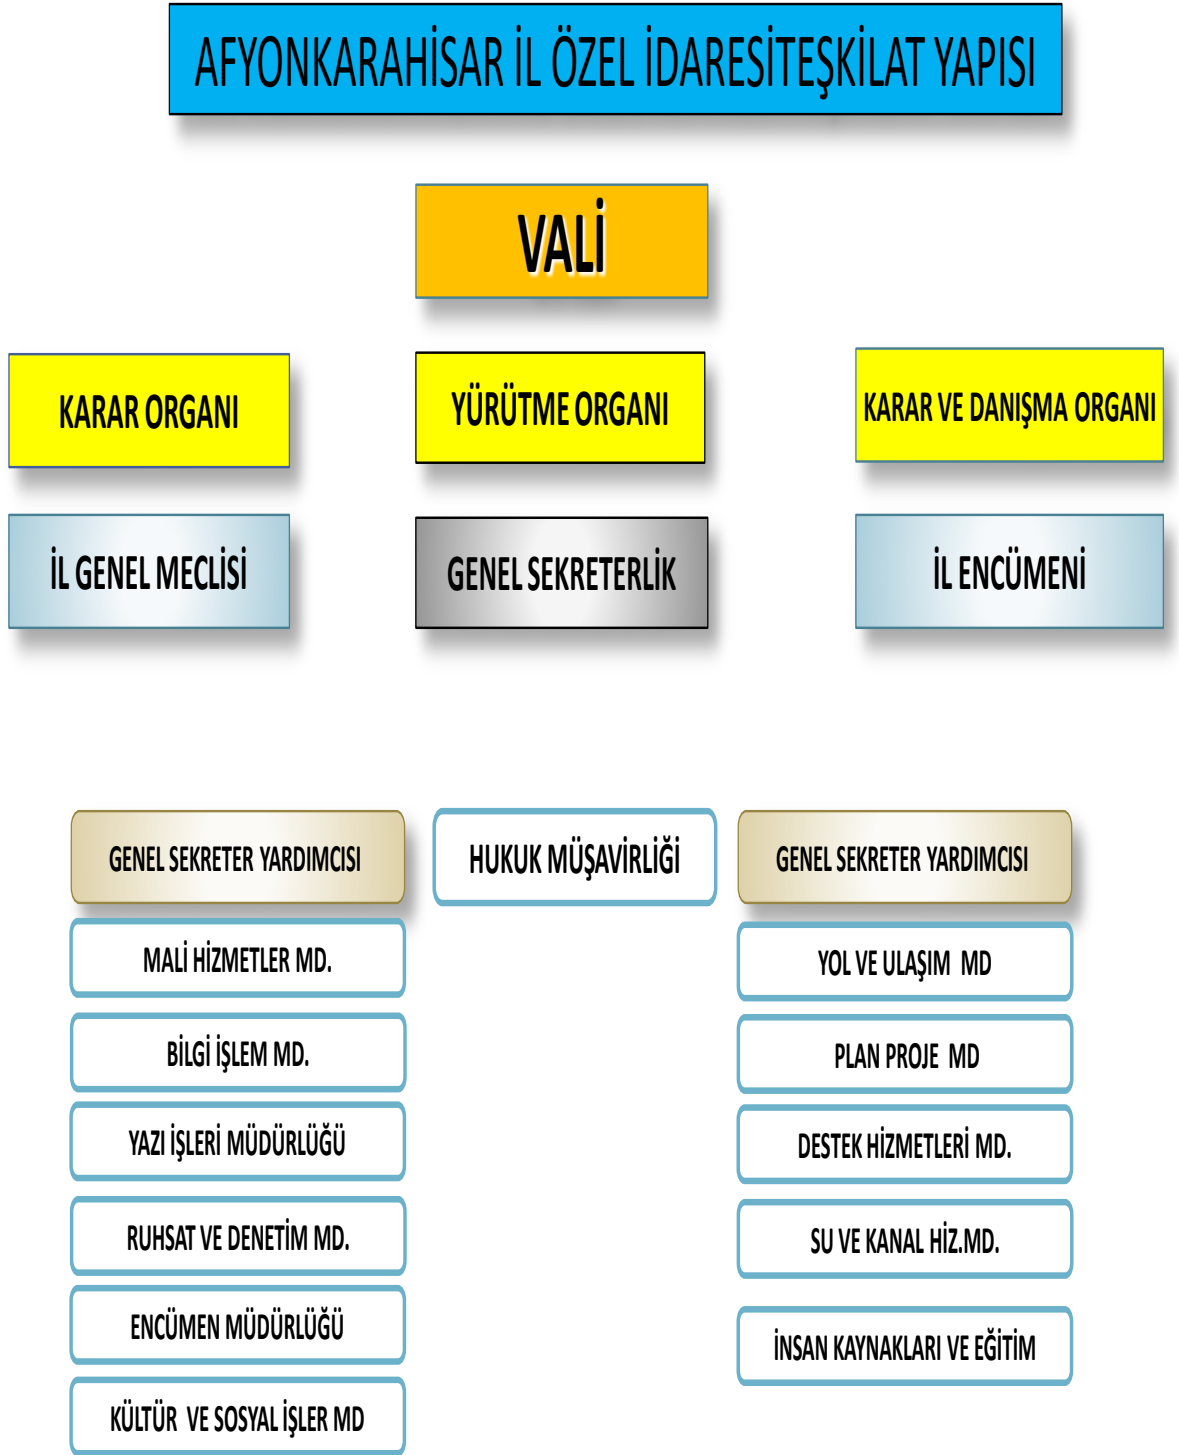 AFYONKARAHİSAR İL ÖZEL İDARESİTEŞKİLAT YAPISI
VALİ
KARAR ORGANI
YÜRÜTME ORGANI
KARAR VE DANIŞMA ORGANI
İL GENEL MECLİSİ
GENEL SEKRETERLİK
İL ENCÜMENİ
GENEL SEKRETER YARDIMCISI
HUKUK MÜŞAVİRLİĞİ
GENEL SEKRETER YARDIMCISI
MALİ HİZMETLER MD.
BİLGİ İŞLEM MD.
YAZI İŞLERİ MÜDÜRLÜĞÜ
RUHSAT VE DENETİM MD.
ENCÜMEN MÜDÜRLÜĞÜ
KÜLTÜR VE SOSYAL İŞLER MD
YOL VE ULAŞIM MD
PLAN PROJE MD
DESTEK HİZMETLERİ MD.
SU VE KANAL HİZ.MD.
İNSAN KAYNAKLARI VE EĞİTİM